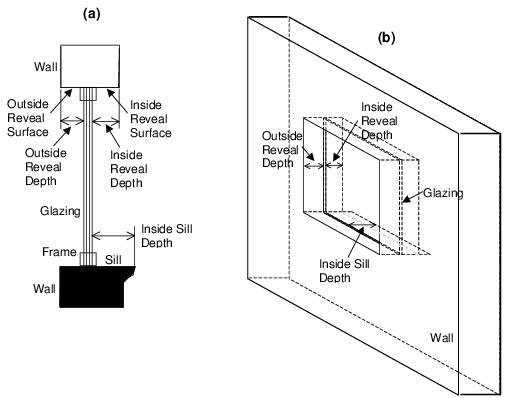 (a)
Wall
Outside
Reveal
Surface
Inside
Reveal
Surface
Outside
Reveal
Depth
Inside
Reveal
Depth
Glazing
Inside Sill
Depth
Frame
Sill
Wall
(b)
Inside
Reveal
Depth
Outside
Reveal
Depth
Glazing
Inside Sill
Depth
Wall